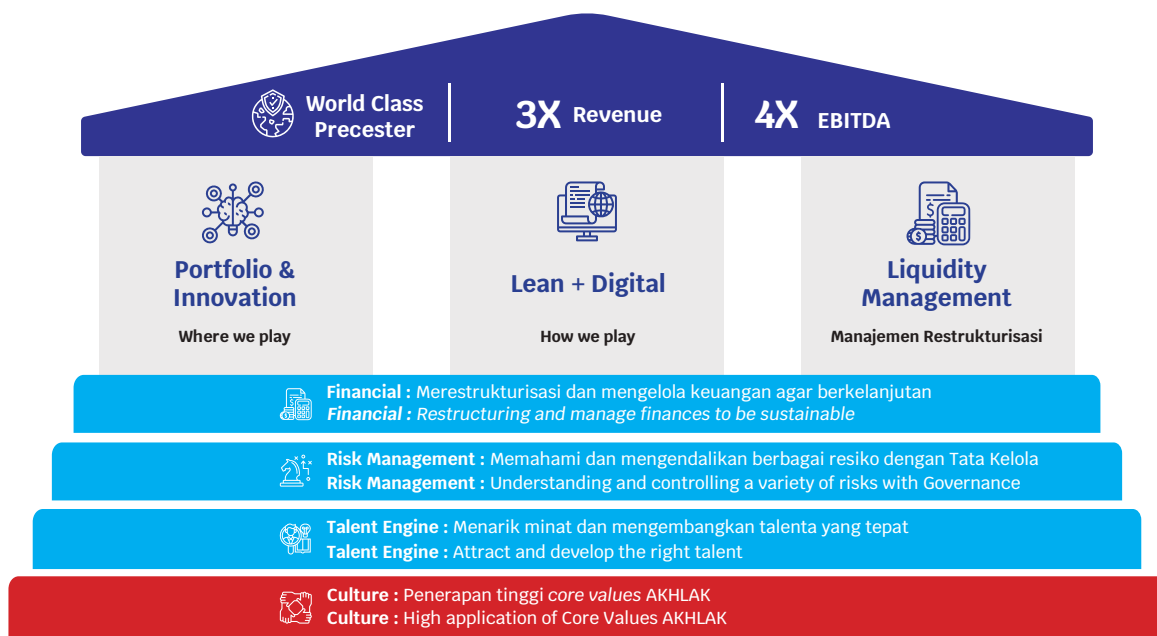 World Class
Precester
3X Revenue
4X EBITDA
Portfolio &
Innovation
Where we play
Lean + Digital
How we play
Liquidity
Management
Manajemen Restrukturisasi
Financial : Merestrukturisasi dan mengelola keuangan agar berkelanjutan
Financial : Restructuring and manage finances to be sustainable
Risk Management : Memahami dan mengendalikan berbagai resiko dengan Tata Kelola
Risk Management : Understanding and controlling a variety of risks with Governance
Talent Engine : Menarik minat dan mengembangkan talenta yang tepat
Talent Engine : Attract and develop the right talent
Culture : Penerapan tinggi core values AKHLAK
Culture : High application of Core Values AKHLAK